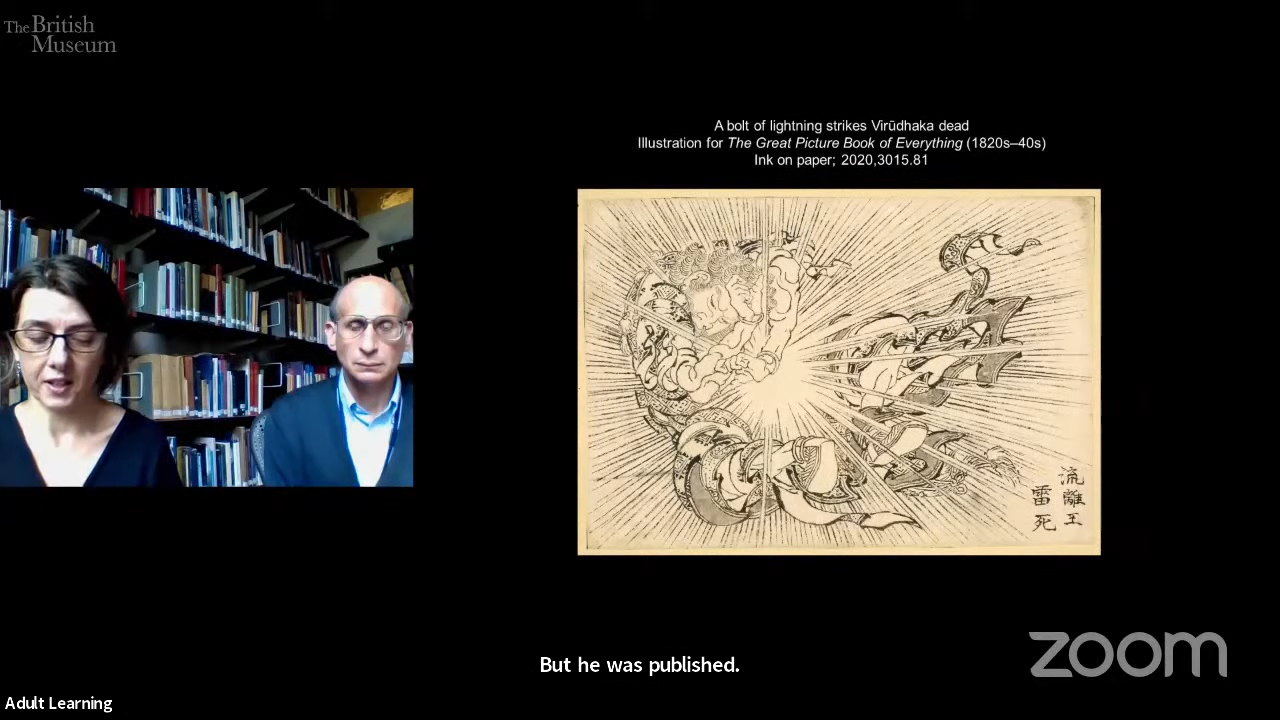 The British
Museum
A bolt of lightning strikes Virūdhaka dead
Illustration for The Great Picture Book of Everything (1820s–40s)
Ink on paper; 2020,3015.81
流離王
雷死
But he was published.
zoom
Adult Learning